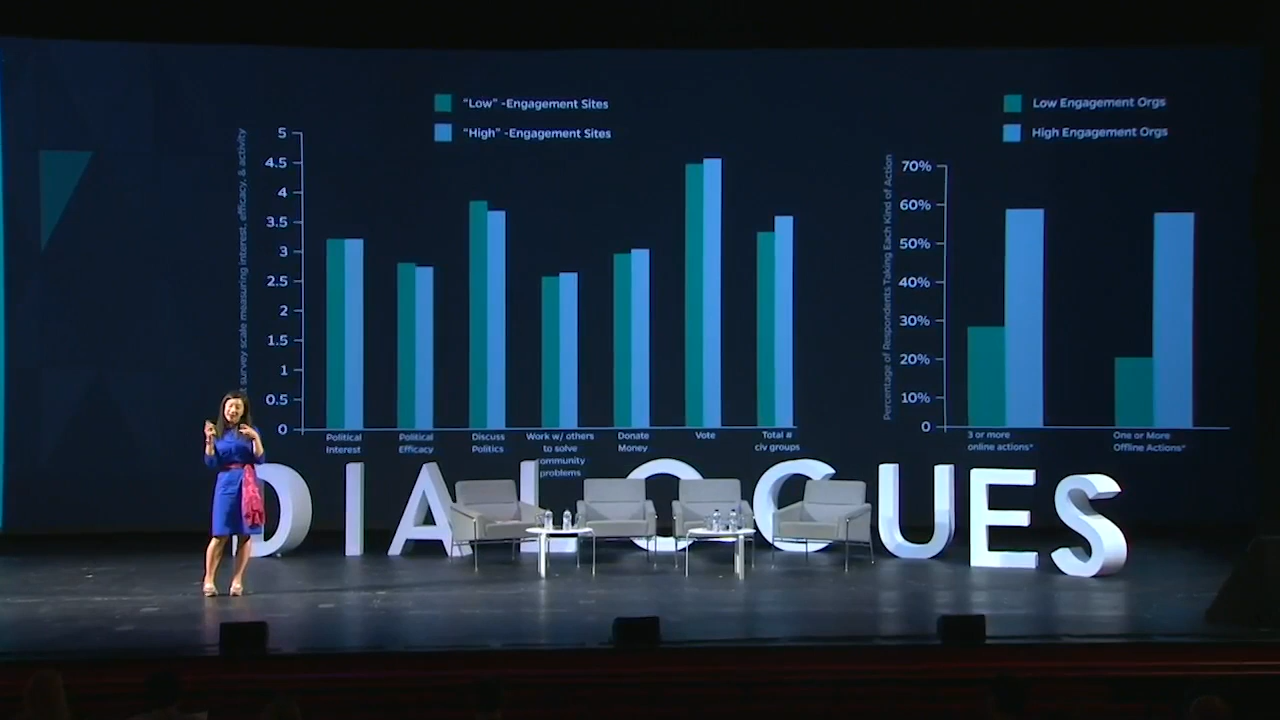 "Low" -Engagement Sites
"High" -Engagement Sites
survey scale measuring interest, efficacy, & activity
5
4.5
4
3.5
3
2.5
2
1.5
1
0.5
0
Political
Interest
Political
Efficacy
Discuss
Politics
Work w/ others
to solve
community
problems
Donate
Money
Vote
Total #
civ groups
Low Engagement Orgs
High Engagement Orgs
Percentage of Respondents Taking Each Kind of Action
70%
60%
50%
40%
30%
20%
10%
0
3 or more
online actions*
One or More
Offline Actions*
DIALOGUES